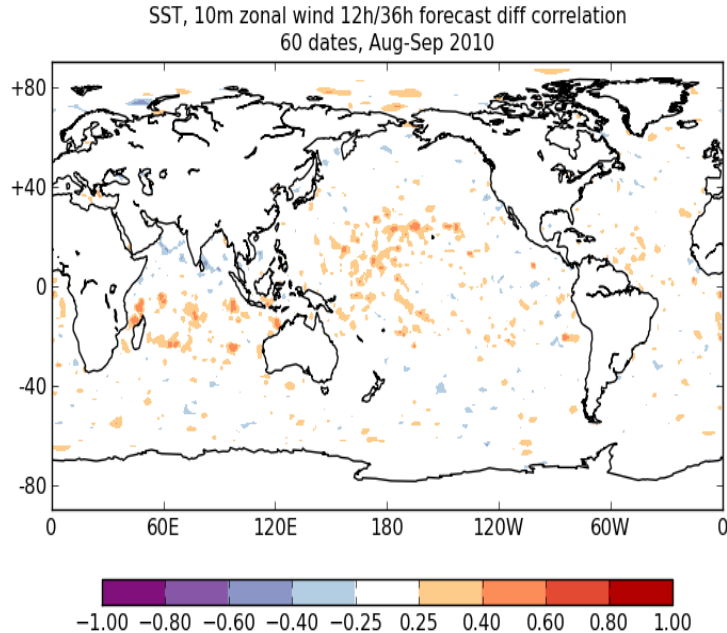 SST, 10m zonal wind 12h/36h forecast diff correlation
60 dates, Aug-Sep 2010
+80
+40
0
-40
-80
0 60E 120E 180 120W 60W 0
−1.00 −0.80 −0.60 −0.40 −0.25 0.25 0.40 0.60 0.80 1.00